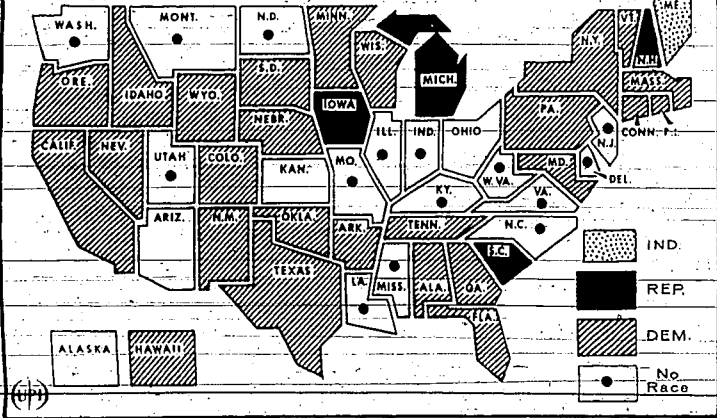 WASH.
MONT.
N.D.
MINN.
VT.
ME.
WIS.
N.Y.
S.D.
MICH.
N.H.
ORE.
IDAHO
WYO.
MASS.
IOWA
PA.
NEBR.
CALIF.
NEV.
UTAH
COLO.
ILL.
IND.
OHIO
CONN. R.I.
N.J.
KAN.
MO.
W.VA.
MD.
DEL.
KY.
VA.
ARIZ.
N.M.
OKLA.
ARK.
TENN.
N.C.
S.C.
TEXAS
LA.
MISS.
ALA.
GA.
FLA.
IND.
REP.
DEM.
No
Race
ALASKA
HAWAII
UPI